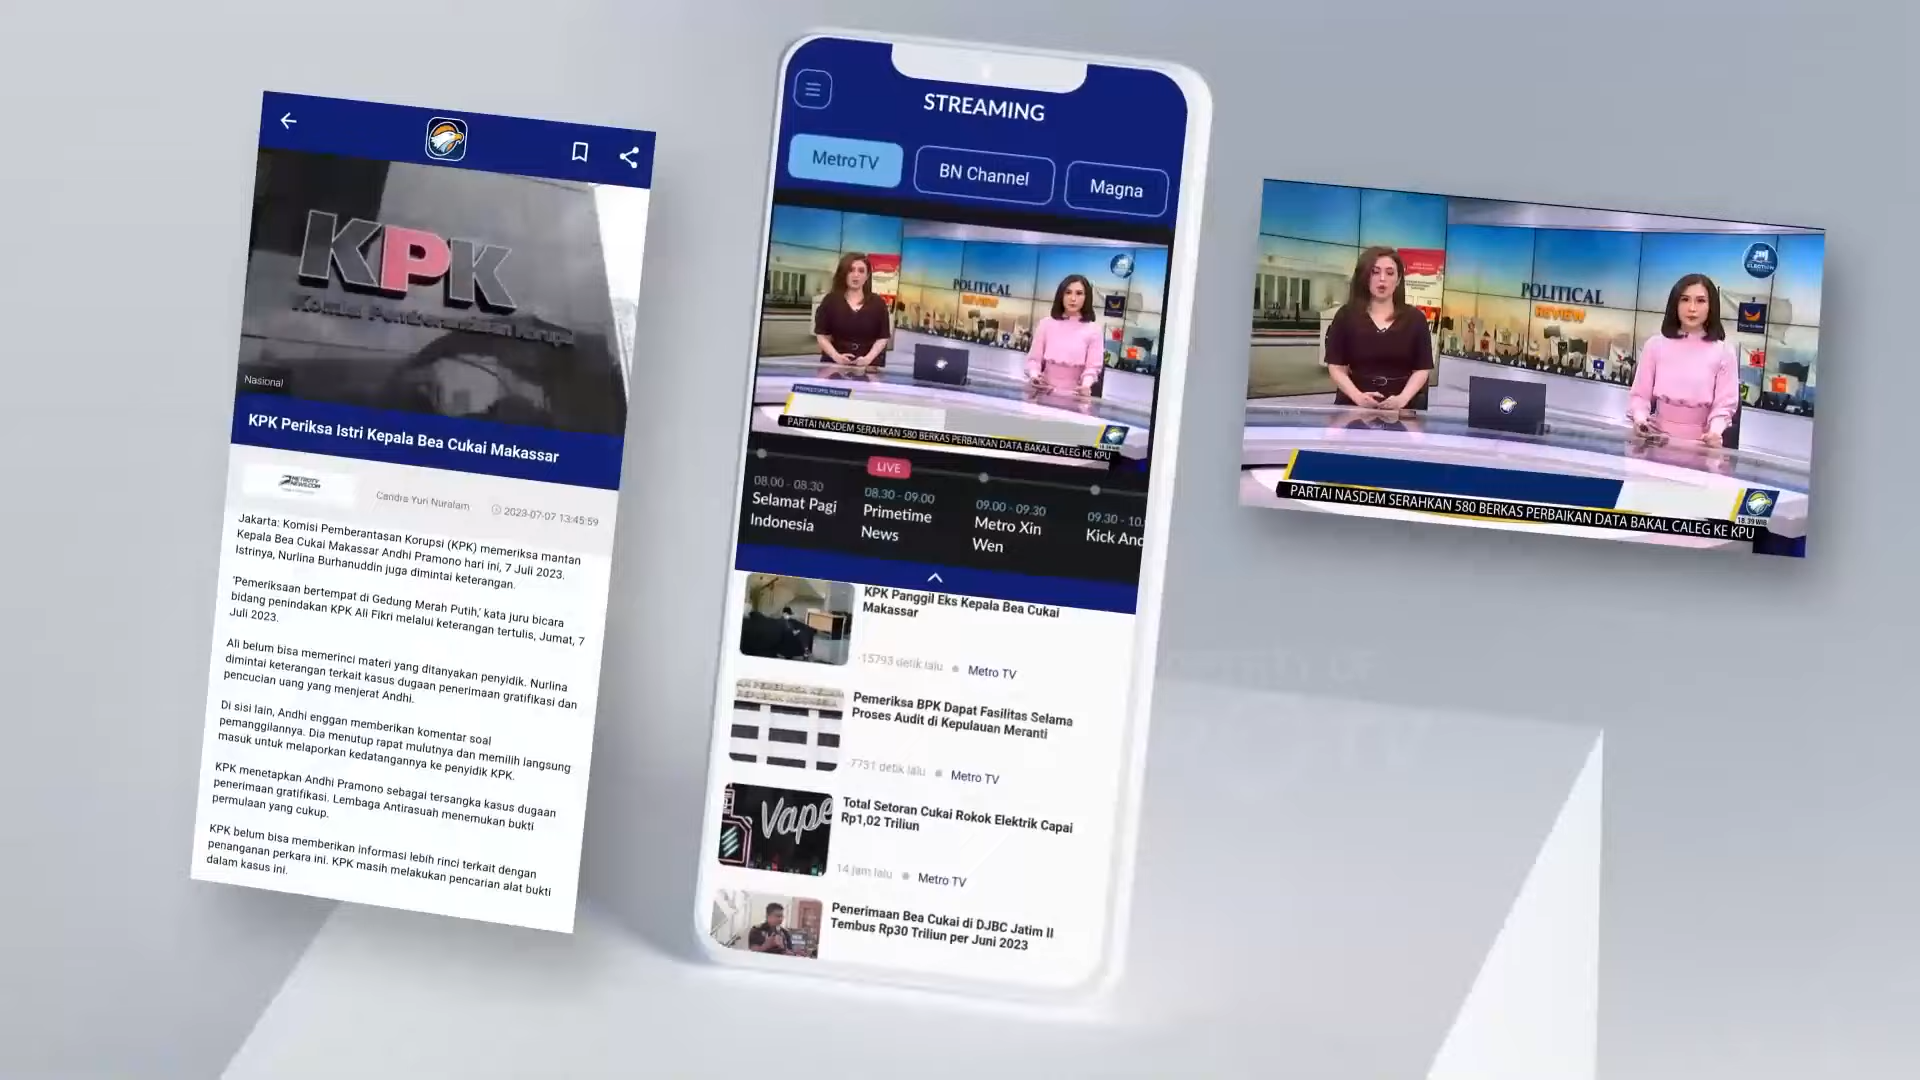 KPK
Komisi Pemberantasan Korupsi
Nasional
KPK Periksa Istri Kepala Bea Cukai Makassar
METROTV
NEWS.COM
Candra Yuri Nuralam
2023-07-07 13:45:59
Jakarta: Komisi Pemberantasan Korupsi (KPK) memeriksa mantan
Kepala Bea Cukai Makassar Andhi Pramono hari ini, 7 Juli 2023.
Istrinya, Nurlina Burhanuddin juga dimintai keterangan.
'Pemeriksaan bertempat di Gedung Merah Putih,' kata juru bicara
bidang penindakan KPK Ali Fikri melalui keterangan tertulis, Jumat, 7
Juli 2023.
Ali belum bisa memerinci materi yang ditanyakan penyidik. Nurlina
dimintai keterangan terkait kasus dugaan penerimaan gratifikasi dan
pencucian uang yang menjerat Andhi.
Di sisi lain, Andhi enggan memberikan komentar soal
pemanggilannya. Dia menutup rapat mulutnya dan memilih langsung
masuk untuk melaporkan kedatangannya ke penyidik KPK.
KPK menetapkan Andhi Pramono sebagai tersangka kasus dugaan
penerimaan gratifikasi. Lembaga Antirasuah menemukan bukti
permulaan yang cukup.
KPK belum bisa memberikan informasi lebih rinci terkait dengan
penanganan perkara ini. KPK masih melakukan pencarian alat bukti
dalam kasus ini.
STREAMING
MetroTV
BN Channel
Magna
POLITICAL
REVIEW
PRIMETIME NEWS
PARTAI NASDEM SERAHKAN 580 BERKAS PERBAIKAN DATA BAKAL CALEG KE KPU
LIVE
08.00 - 08.30
Selamat Pagi
Indonesia
08.30 - 09.00
Primetime
News
09.00 - 09.30
Metro Xin
Wen
09.30 - 10.
Kick And
KPK Panggil Eks Kepala Bea Cukai
Makassar
-15793 detik lalu
Metro TV
Pemeriksa BPK Dapat Fasilitas Selama
Proses Audit di Kepulauan Meranti
-7731 detik lalu
Metro TV
Vape
Total Setoran Cukai Rokok Elektrik Capai
Rp1,02 Triliun
14 jam lalu
Metro TV
Penerimaan Bea Cukai di DJBC Jatim II
Tembus Rp30 Triliun per Juni 2023
POLITICAL
REVIEW
ELECTION
PARTAI NASDEM SERAHKAN 580 BERKAS PERBAIKAN DATA BAKAL CALEG KE KPU
18.39 WIB